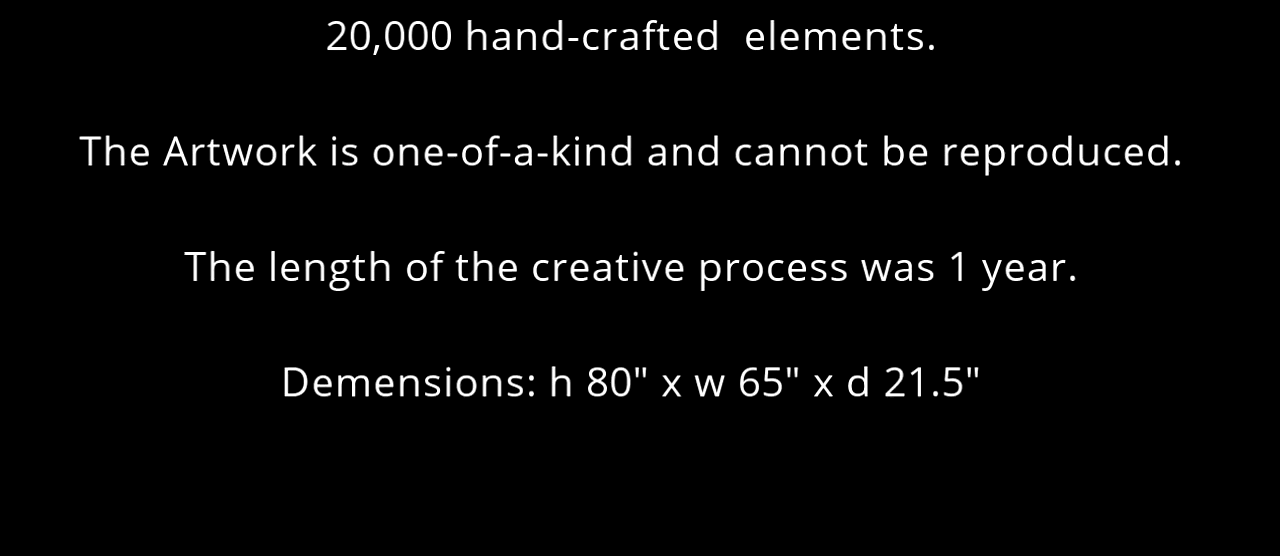 20,000 hand-crafted  elements.
The Artwork is one-of-a-kind and cannot be reproduced.
The length of the creative process was 1 year.
Demensions: h 80" x w 65" x d 21.5"